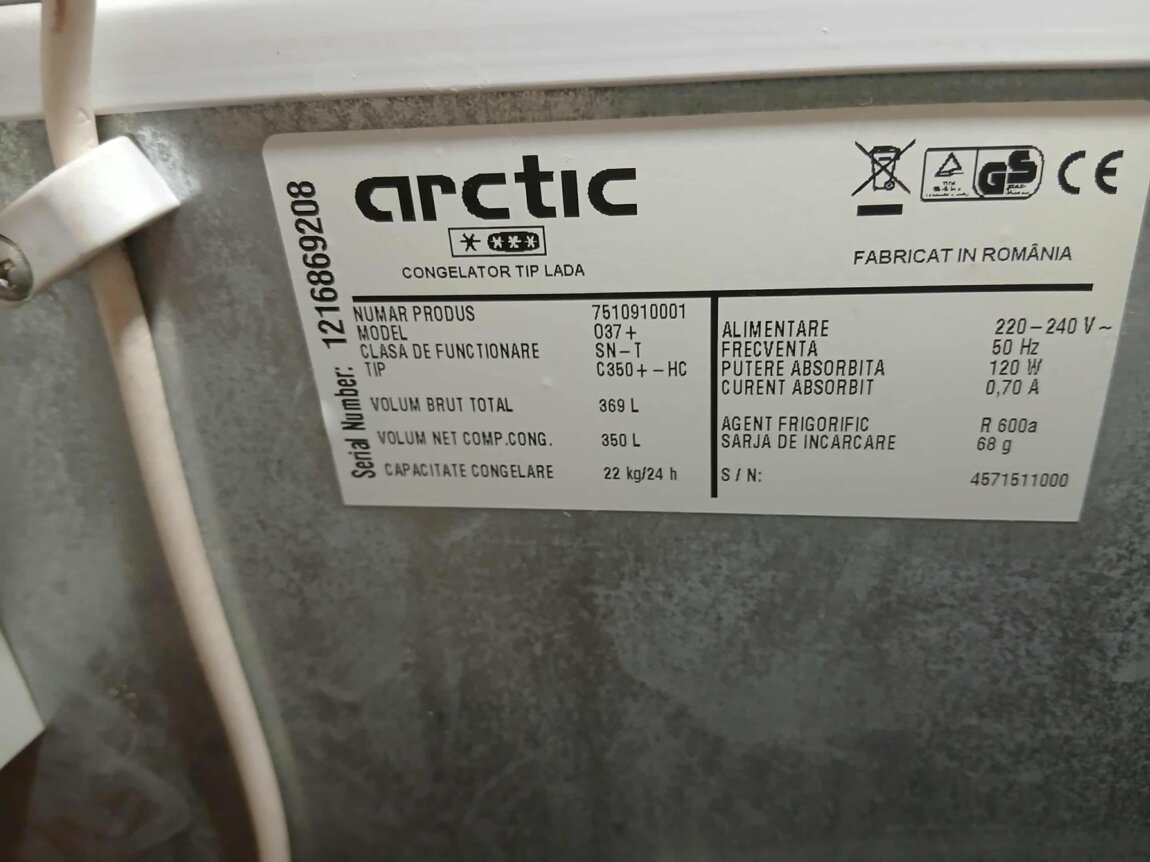 arctic
CONGELATOR TIP LADA
FABRICAT IN ROMÂNIA
GS
CE
Serial Number: 1216869208
NUMAR PRODUS 7510910001
MODEL O37+
CLASA DE FUNCTIONARE SN-T
TIP C350+-HC
VOLUM BRUT TOTAL 369 L
VOLUM NET COMP.CONG. 350 L
CAPACITATE CONGELARE 22 kg/24 h
ALIMENTARE 220-240 V~
FRECVENTA 50 Hz
PUTERE ABSORBITA 120 W
CURENT ABSORBIT 0,70 A
AGENT FRIGORIFIC R 600a
SARJA DE INCARCARE 68 g
S/N: 4571511000